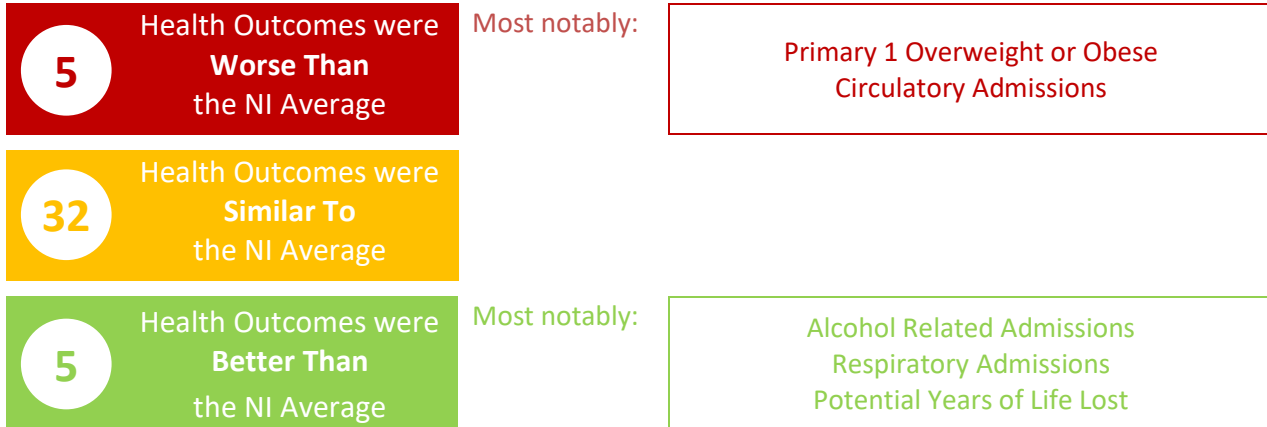 5
Health Outcomes were
Worse Than
the NI Average
Most notably:
Primary 1 Overweight or Obese
Circulatory Admissions
32
Health Outcomes were
Similar To
the NI Average
5
Health Outcomes were
Better Than
the NI Average
Most notably:
Alcohol Related Admissions
Respiratory Admissions
Potential Years of Life Lost